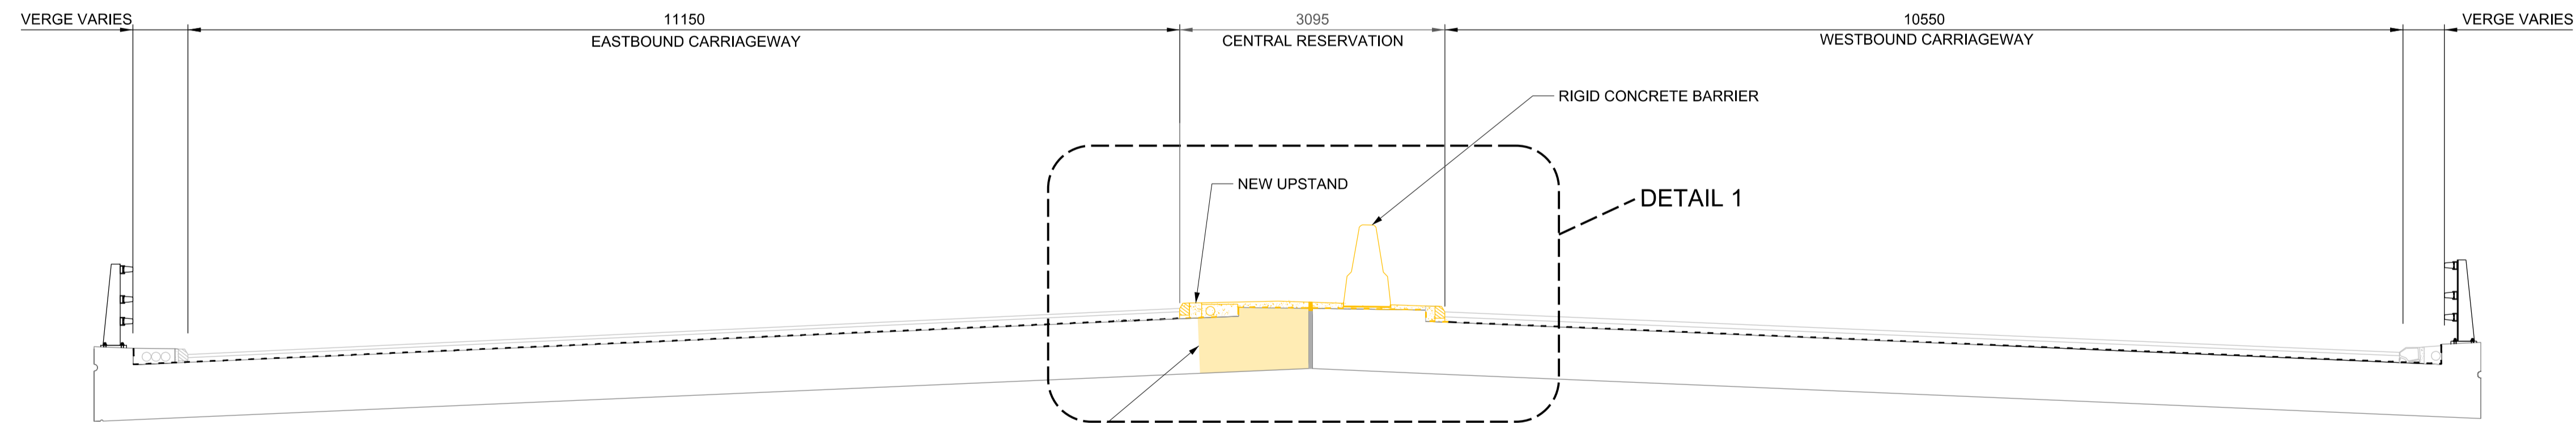 VERGE VARIES
11150
EASTBOUND CARRIAGEWAY
3095
CENTRAL RESERVATION
10550
WESTBOUND CARRIAGEWAY
VERGE VARIES
RIGID CONCRETE BARRIER
NEW UPSTAND
DETAIL 1